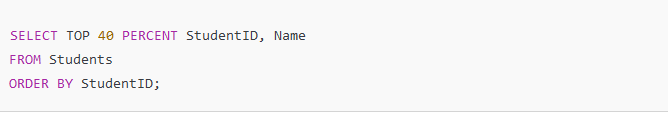 SELECT TOP 40 PERCENT StudentID, Name
FROM Students
ORDER BY StudentID;